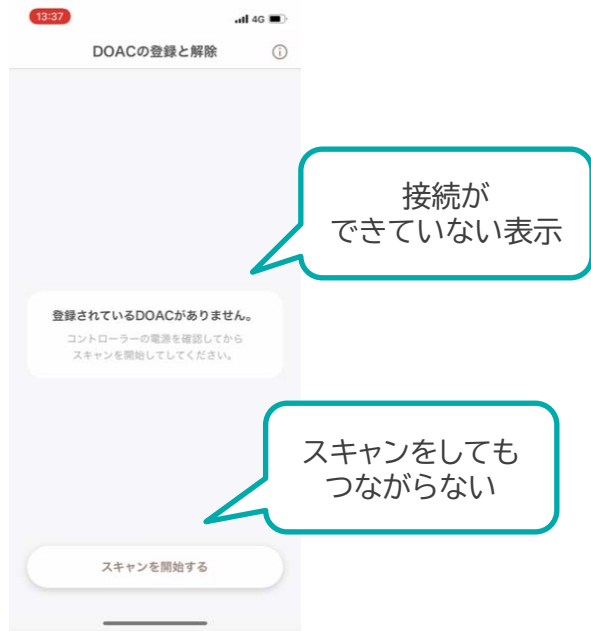 13:37
4G
DOACの登録と解除
接続が
できていない表示
登録されているDOACがありません。
コントローラーの電源を確認してから
スキャンを開始してしてください。
スキャンをしても
つながらない
スキャンを開始する